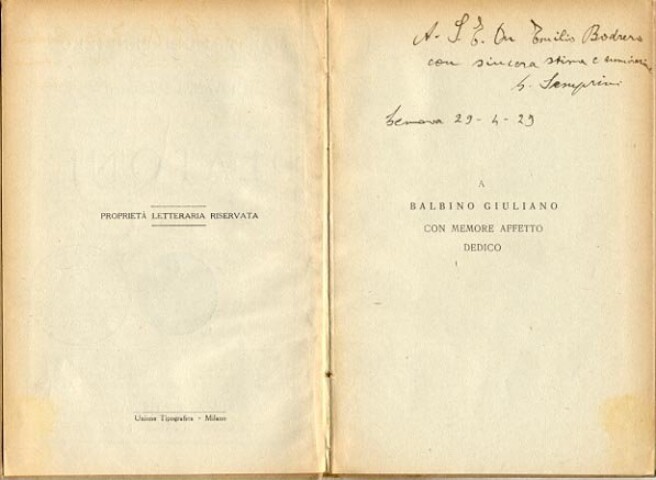 PROPRIETÀ LETTERARIA RISERVATA
Unione Tipografica - Milano
A. S. E. On Emilio Bodrero
con sincera stima e ammirazione
G. Semprini
Genova 29-4-29
A
BALBINO GIULIANO
CON MEMORE AFFETTO
DEDICO